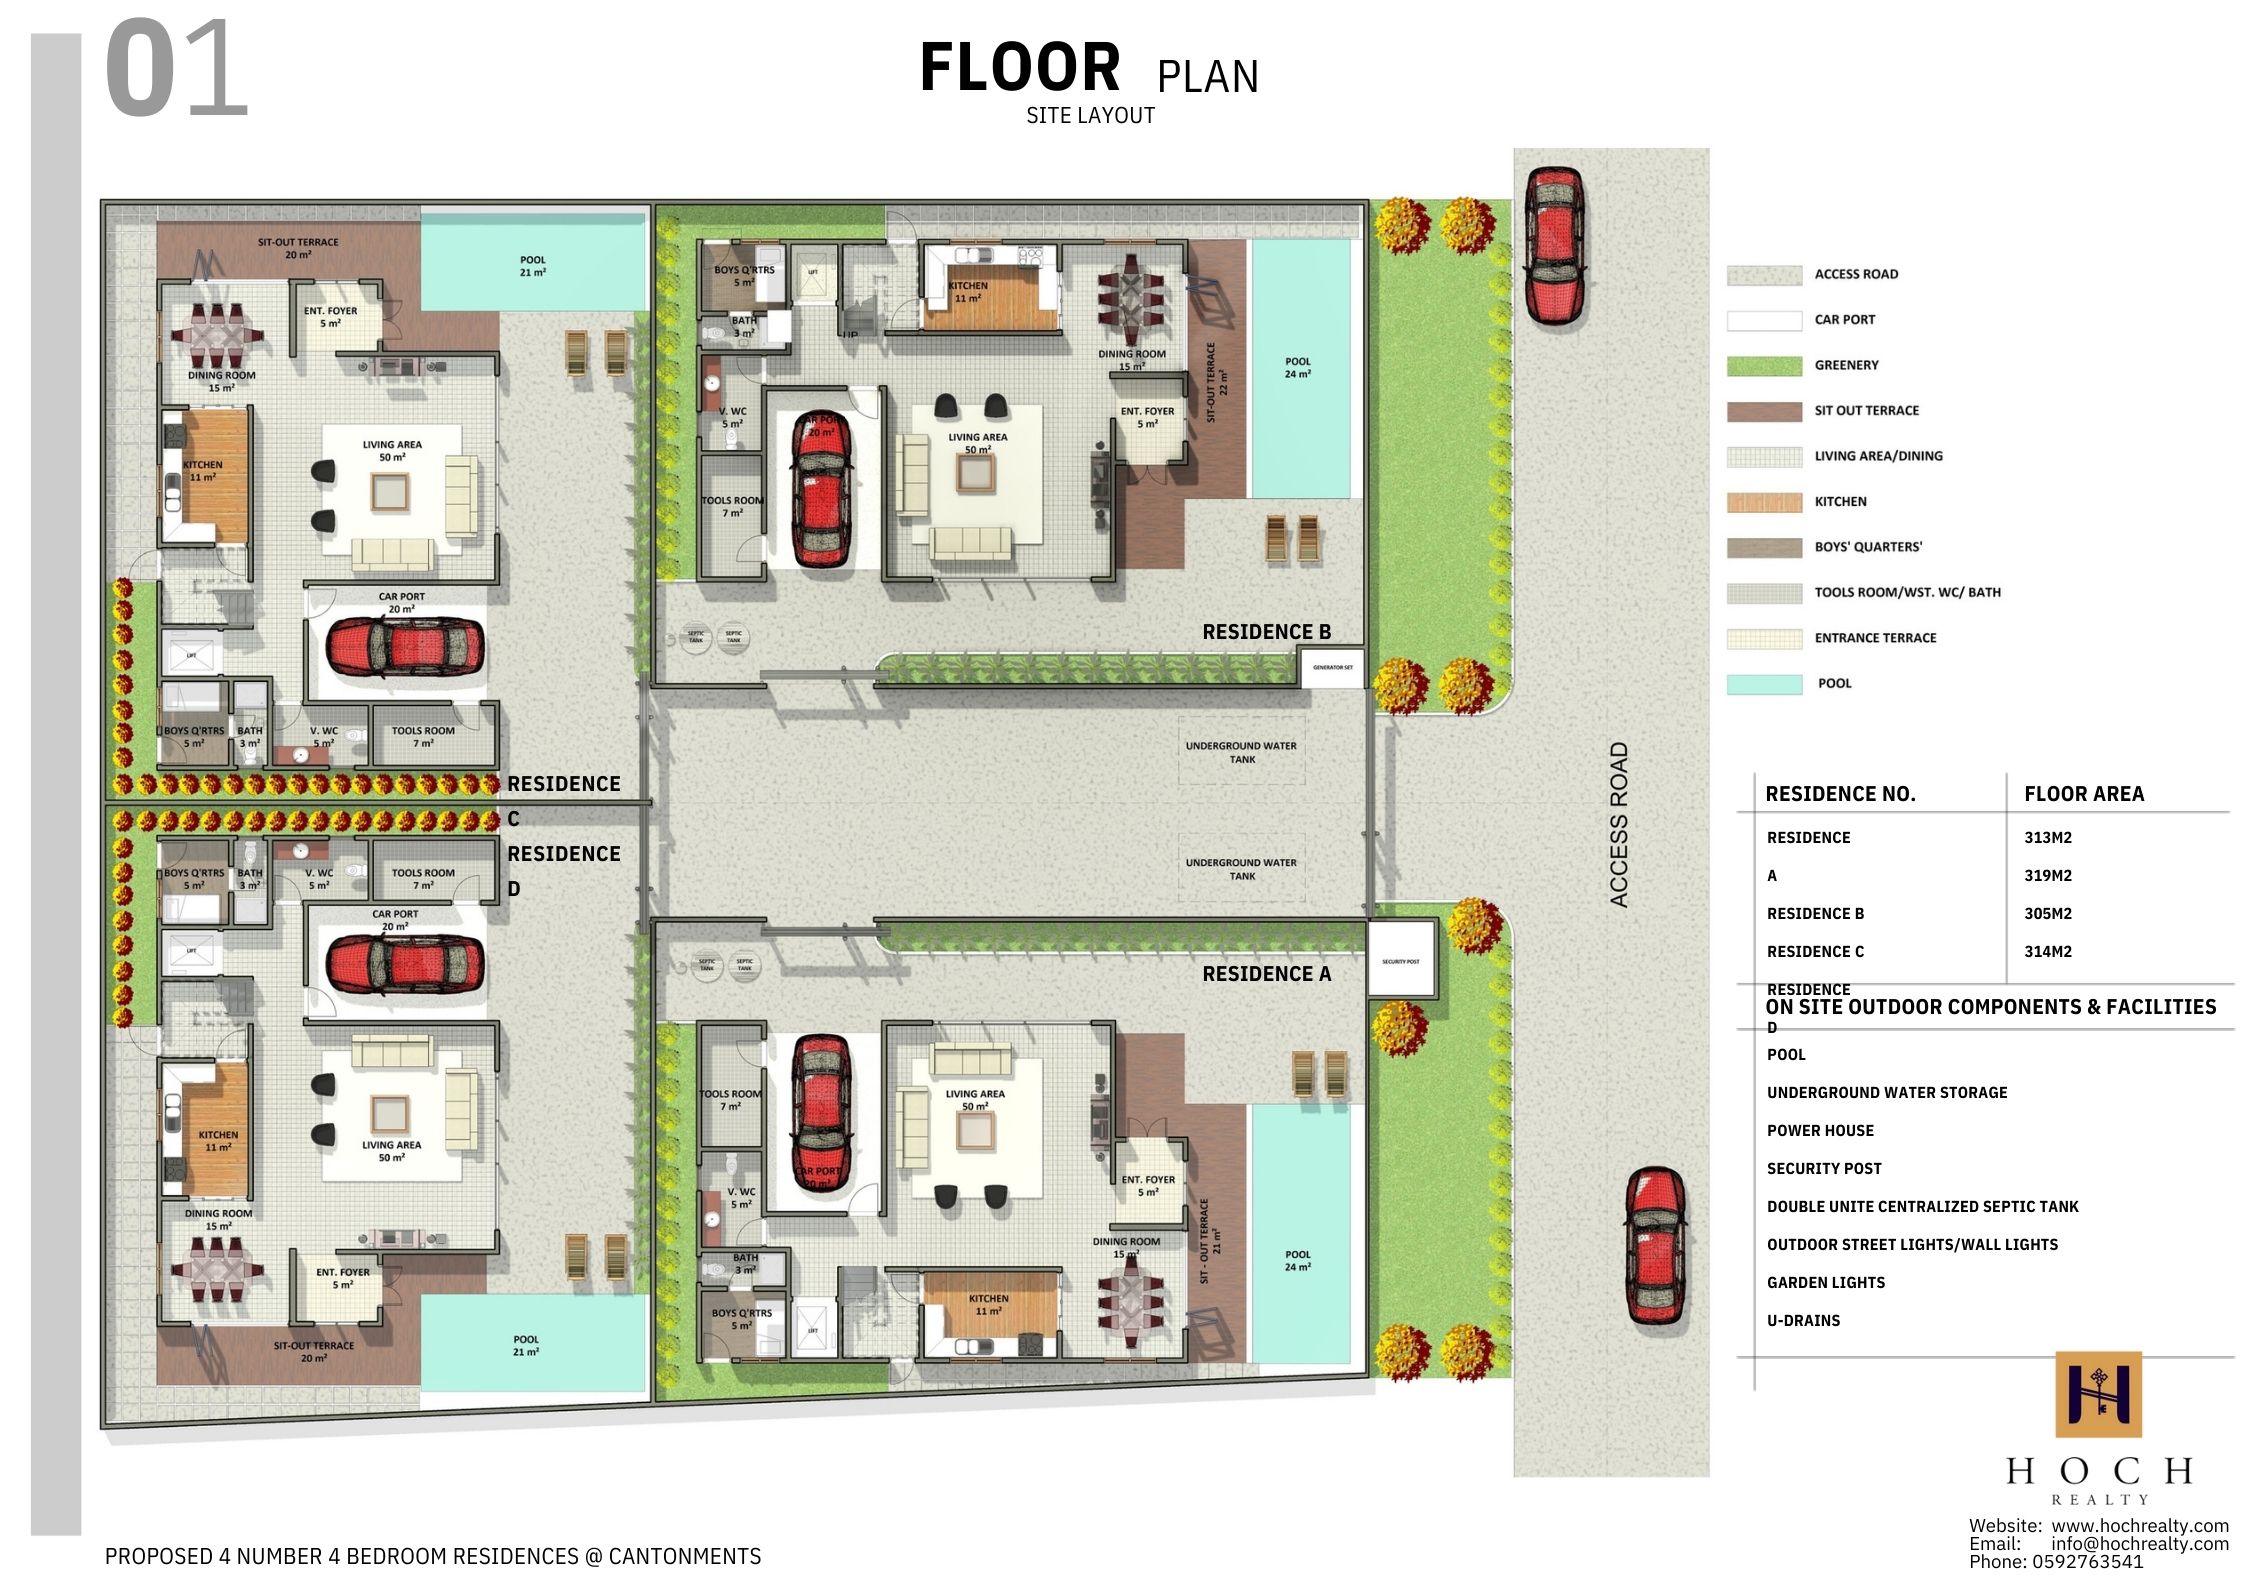 01
FLOOR PLAN
SITE LAYOUT
SIT-OUT TERRACE
20 m²
POOL
21 m²
ENT. FOYER
5 m²
DINING ROOM
15 m²
LIVING AREA
50 m²
KITCHEN
11 m²
CAR PORT
20 m²
LIFT
BOYS Q'RTRS
5 m²
BATH
3 m²
V. WC
5 m²
TOOLS ROOM
7 m²
RESIDENCE
C
BOYS Q'RTRS
5 m²
LIFT
BATH
3 m²
UP
KITCHEN
11 m²
DINING ROOM
15 m²
V. WC
5 m²
CAR PORT
20 m²
LIVING AREA
50 m²
ENT. FOYER
5 m²
SIT-OUT TERRACE
22 m²
POOL
24 m²
TOOLS ROOM
7 m²
SEPTIC
TANK
SEPTIC
TANK
RESIDENCE B
GENERATOR SET
UNDERGROUND WATER
TANK
UNDERGROUND WATER
TANK
ACCESS ROAD
RESIDENCE
D
BOYS Q'RTRS
5 m²
BATH
3 m²
V. WC
5 m²
TOOLS ROOM
7 m²
CAR PORT
20 m²
LIFT
KITCHEN
11 m²
LIVING AREA
50 m²
DINING ROOM
15 m²
ENT. FOYER
5 m²
SIT-OUT TERRACE
20 m²
POOL
21 m²
SEPTIC
TANK
SEPTIC
TANK
RESIDENCE A
SECURITY POST
TOOLS ROOM
7 m²
LIVING AREA
50 m²
CAR PORT
20 m²
V. WC
5 m²
ENT. FOYER
5 m²
BATH
3 m²
DINING ROOM
15 m²
SIT - OUT TERRACE
21 m²
POOL
24 m²
BOYS Q'RTRS
5 m²
LIFT
KITCHEN
11 m²
ACCESS ROAD
CAR PORT
GREENERY
SIT OUT TERRACE
LIVING AREA/DINING
KITCHEN
BOYS' QUARTERS'
TOOLS ROOM/WST. WC/ BATH
ENTRANCE TERRACE
POOL
RESIDENCE NO. FLOOR AREA
RESIDENCE 313M2
A 319M2
RESIDENCE B 305M2
RESIDENCE C 314M2
RESIDENCE
ON SITE OUTDOOR COMPONENTS & FACILITIES
D
POOL
UNDERGROUND WATER STORAGE
POWER HOUSE
SECURITY POST
DOUBLE UNITE CENTRALIZED SEPTIC TANK
OUTDOOR STREET LIGHTS/WALL LIGHTS
GARDEN LIGHTS
U-DRAINS
HOCH
REALTY
Website: www.hochrealty.com
Email: info@hochrealty.com
Phone: 0592763541
PROPOSED 4 NUMBER 4 BEDROOM RESIDENCES @ CANTONMENTS